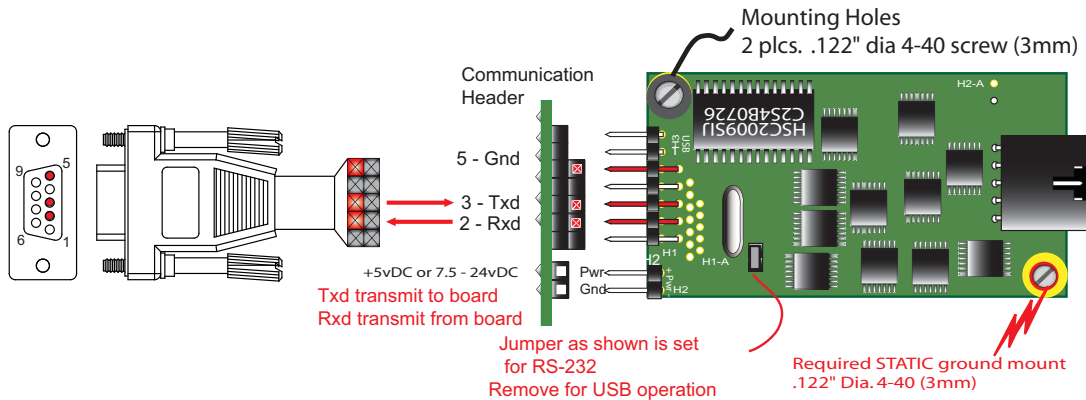 Mounting Holes
2 plcs. .122" dia 4-40 screw (3mm)
Communication
Header
H2-A
HSC2009SIJ
C2S4B0726
USB
H3
5
9
5 - Gnd
3 - Txd
2 - Rxd
6
1
H1
H1-A
H2
+5vDC or 7.5 - 24vDC
Pwr
Gnd
+Pwr-
H2
Txd transmit to board
Rxd transmit from board
Jumper as shown is set
for RS-232
Remove for USB operation
Required STATIC ground mount
.122" Dia. 4-40 (3mm)